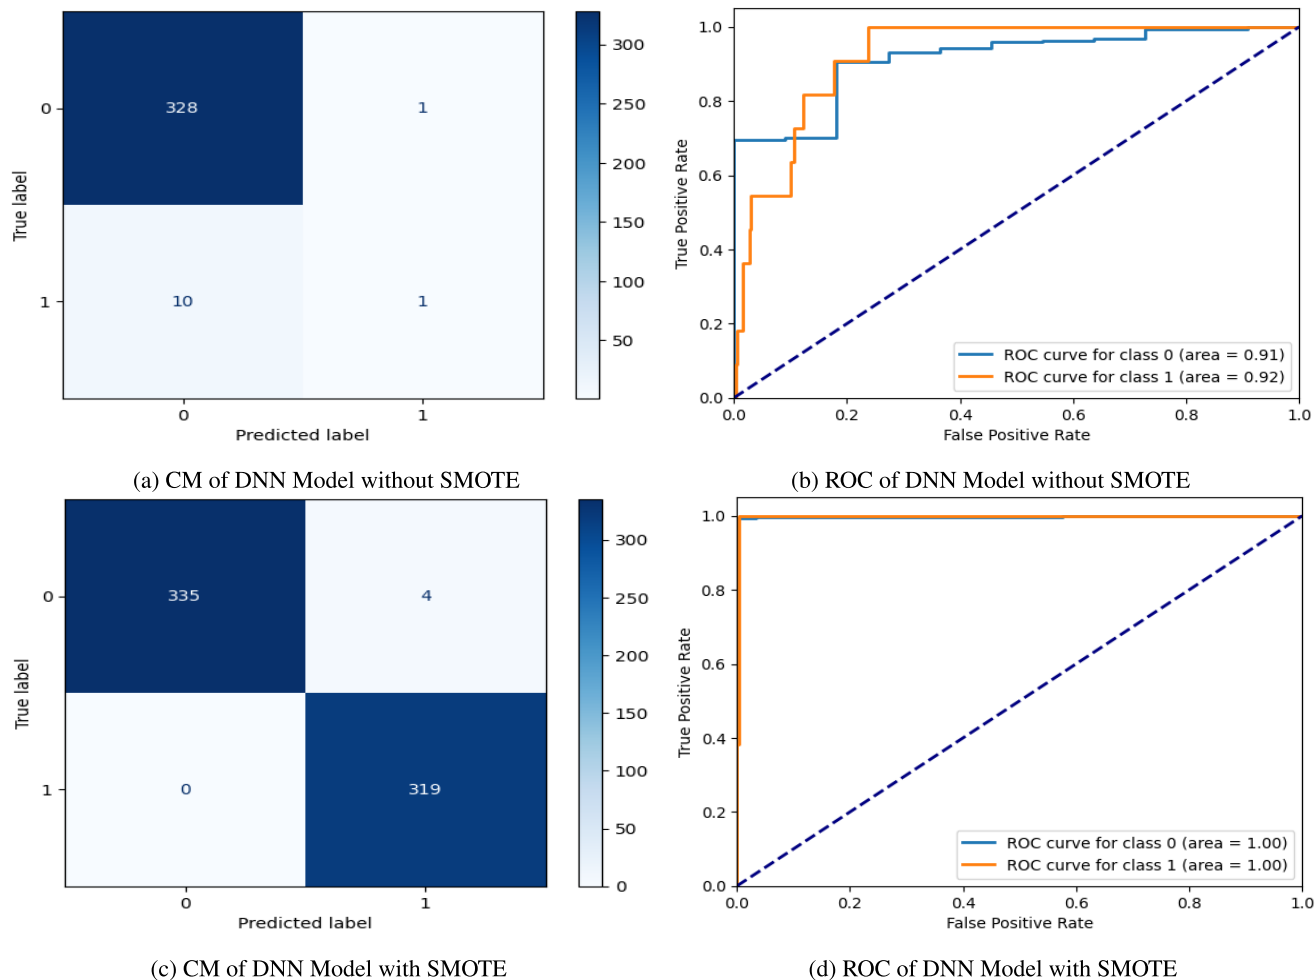 300
250
200
150
100
50
0
1
True label
328
1
10
1
0
1
Predicted label
1.0
0.8
0.6
0.4
0.2
0.0
True Positive Rate
ROC curve for class 0 (area = 0.91)
ROC curve for class 1 (area = 0.92)
0.0 0.2 0.4 0.6 0.8 1.0
False Positive Rate
(a) CM of DNN Model without SMOTE
(b) ROC of DNN Model without SMOTE
300
250
200
150
100
50
0
0
1
True label
335
4
0
319
0
1
Predicted label
1.0
0.8
0.6
0.4
0.2
0.0
True Positive Rate
ROC curve for class 0 (area = 1.00)
ROC curve for class 1 (area = 1.00)
0.0 0.2 0.4 0.6 0.8 1.0
False Positive Rate
(c) CM of DNN Model with SMOTE
(d) ROC of DNN Model with SMOTE